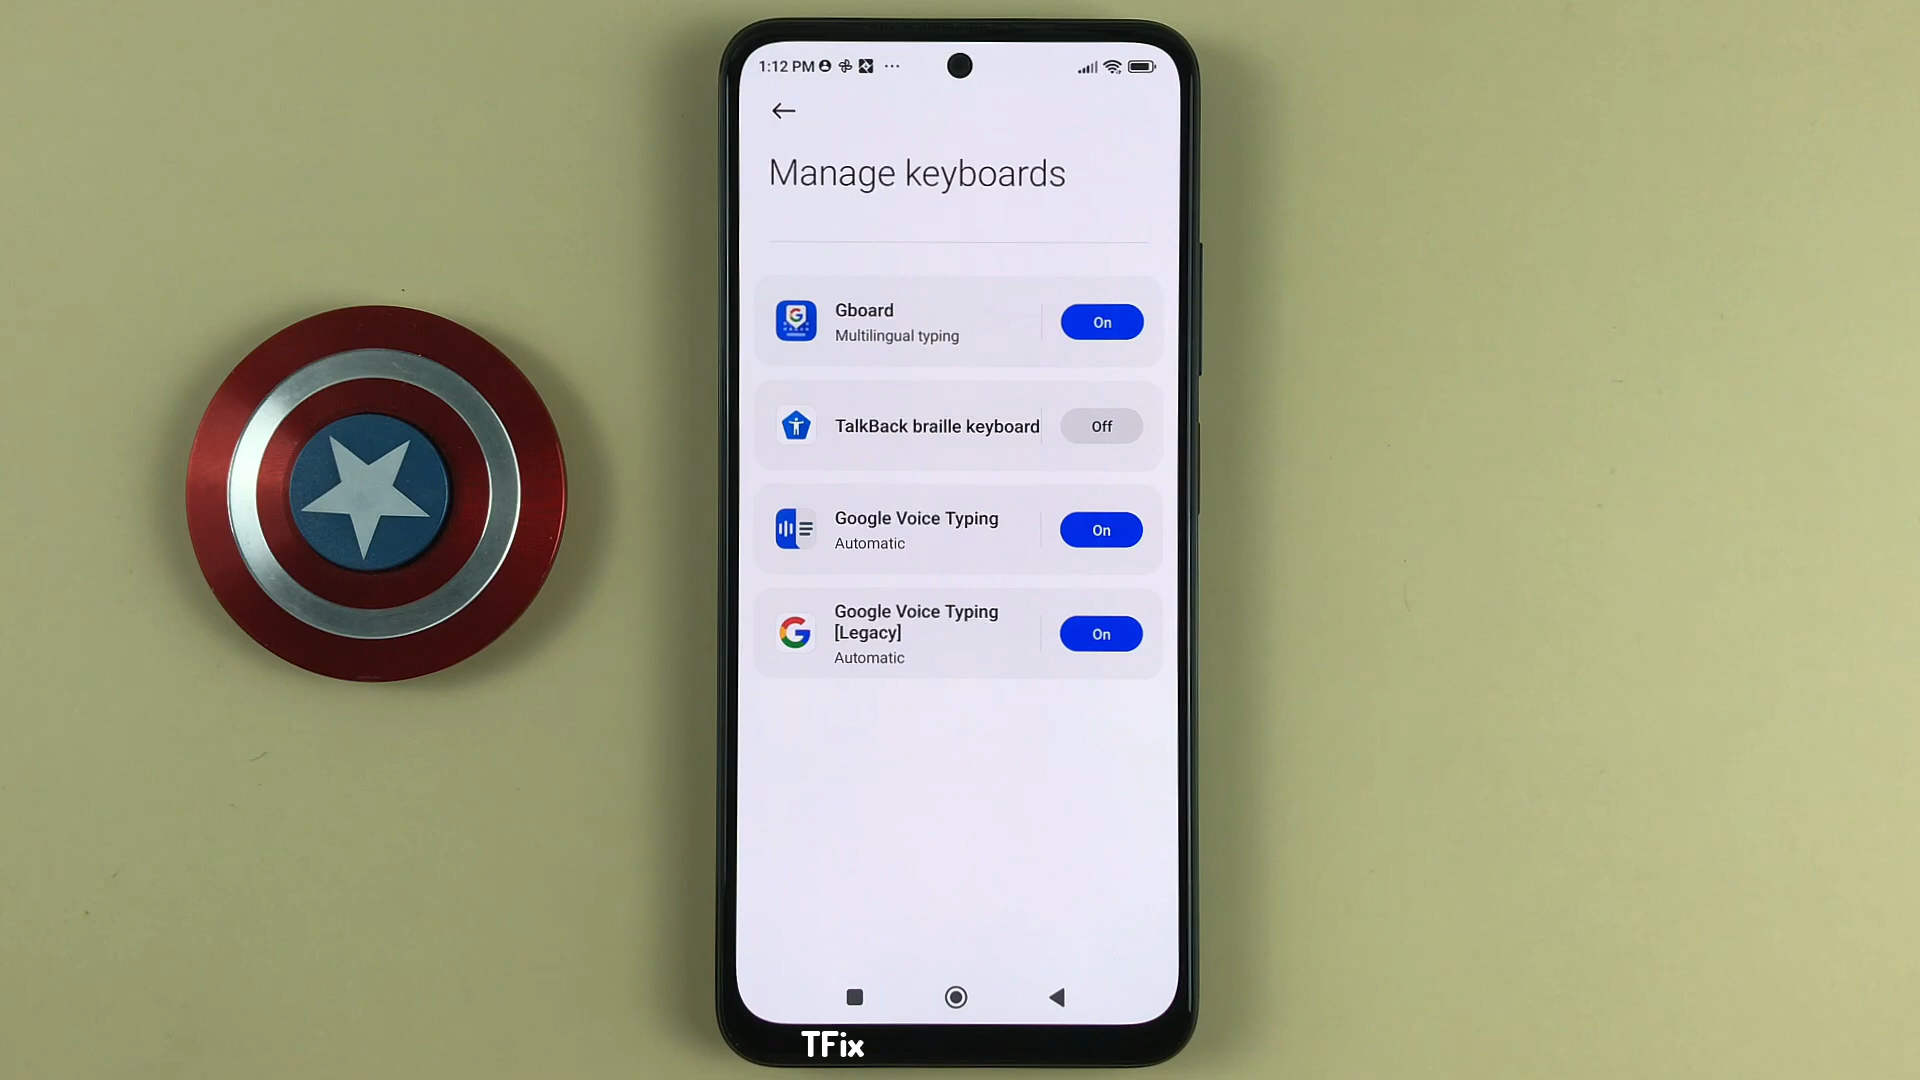 1:12 PM
Manage keyboards
Gboard
Multilingual typing
On
TalkBack braille keyboard
Off
Google Voice Typing
Automatic
On
Google Voice Typing
[Legacy]
Automatic
On
TFix